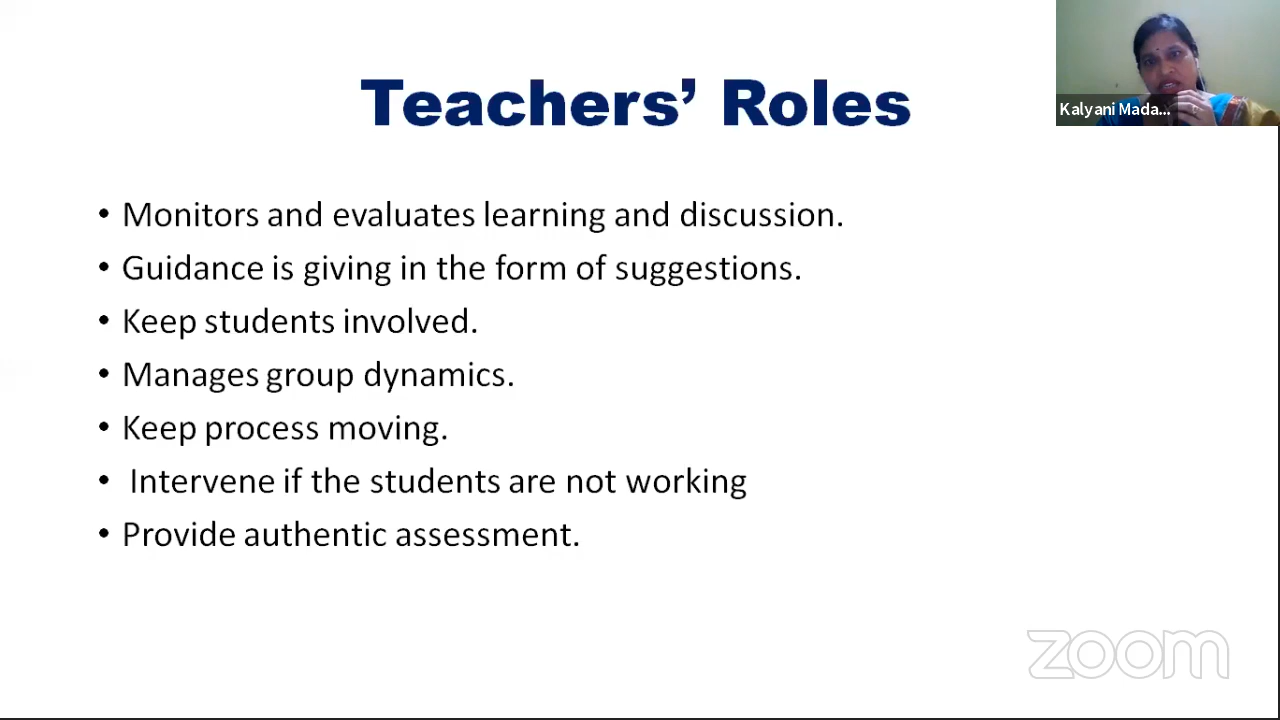 Teachers’ Roles
Kalyani Mada...
• Monitors and evaluates learning and discussion.
• Guidance is giving in the form of suggestions.
• Keep students involved.
• Manages group dynamics.
• Keep process moving.
• Intervene if the students are not working
• Provide authentic assessment.
zoom